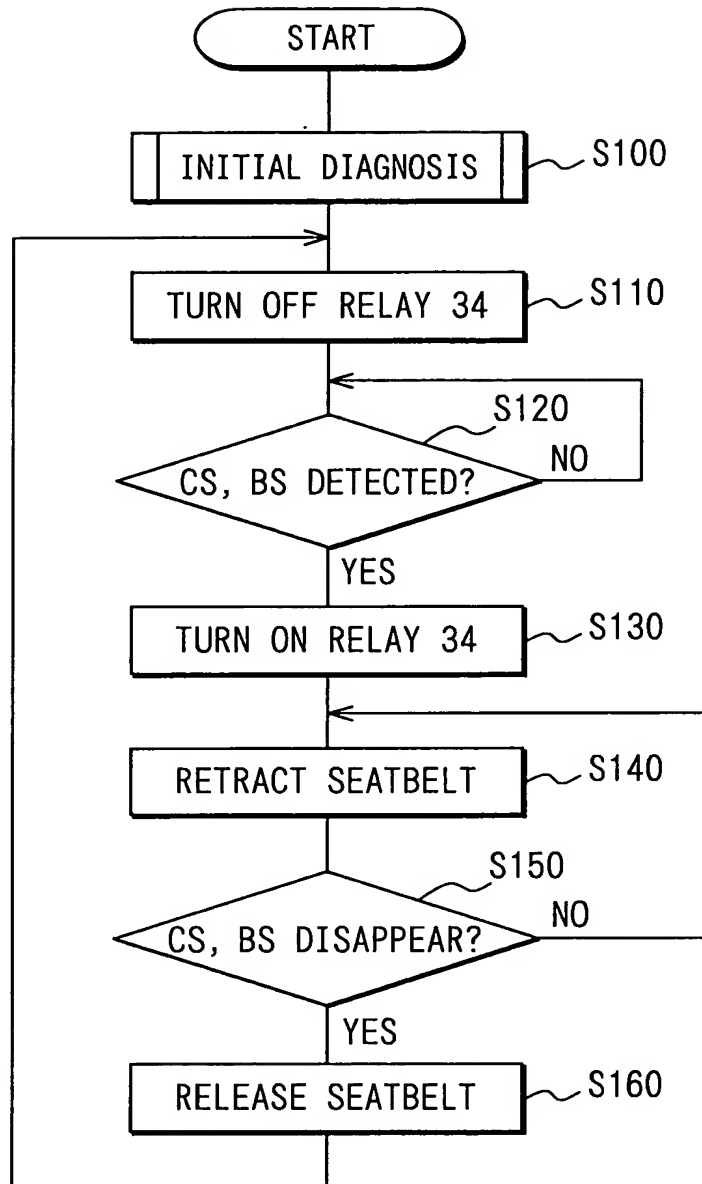 START
INITIAL DIAGNOSIS
S100
TURN OFF RELAY 34
S110
S120
CS, BS DETECTED?
NO
YES
TURN ON RELAY 34
S130
RETRACT SEATBELT
S140
S150
CS, BS DISAPPEAR?
NO
YES
RELEASE SEATBELT
S160